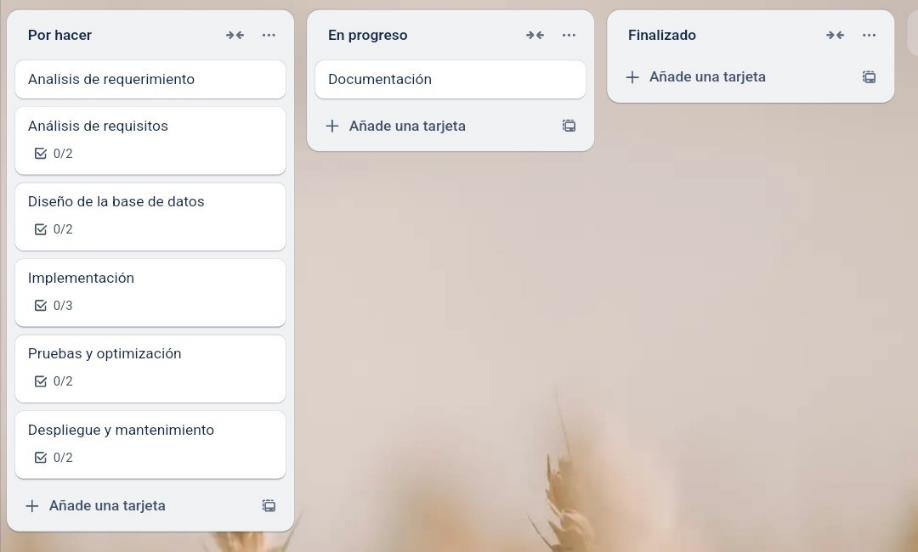 Por hacer
Analisis de requerimiento
Análisis de requisitos
0/2
Diseño de la base de datos
0/2
Implementación
0/3
Pruebas y optimización
0/2
Despliegue y mantenimiento
0/2
Añade una tarjeta
En progreso
Documentación
Añade una tarjeta
Finalizado
Añade una tarjeta